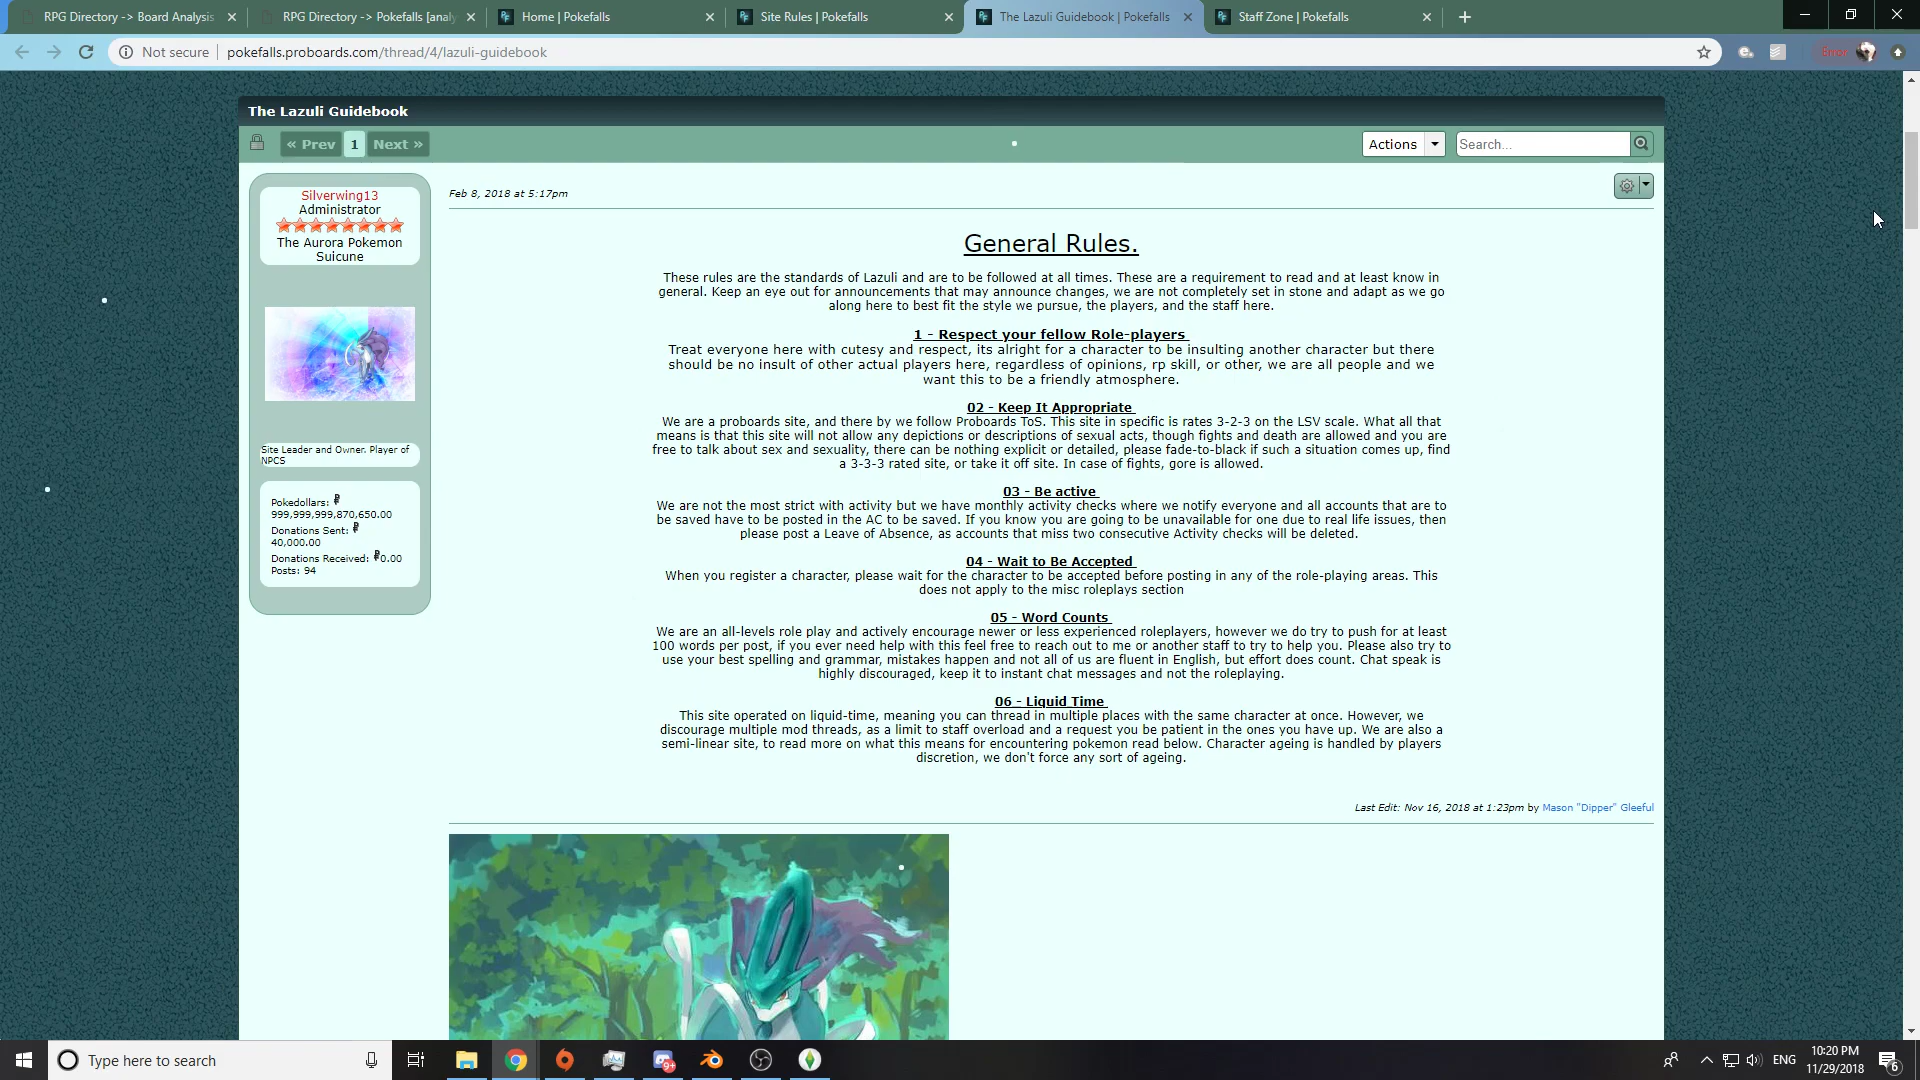 RPG Directory -> Board Analysis
RPG Directory -> Pokefalls [analy
Home | Pokefalls
Site Rules | Pokefalls
The Lazuli Guidebook | Pokefalls
Staff Zone | Pokefalls
Not secure
pokefalls.proboards.com/thread/4/lazuli-guidebook
Error
The Lazuli Guidebook
« Prev
1
Next »
Actions
Search...
Silverwing13
Administrator
The Aurora Pokemon
Suicune
Site Leader and Owner. Player of
NPCS
Pokedollars: ₽
999,999,999,870,650.00
Donations Sent: ₽
40,000.00
Donations Received: ₽0.00
Posts: 94
Feb 8, 2018 at 5:17pm
General Rules.
These rules are the standards of Lazuli and are to be followed at all times. These are a requirement to read and at least know in
general. Keep an eye out for announcements that may announce changes, we are not completely set in stone and adapt as we go
along here to best fit the style we pursue, the players, and the staff here.
1 - Respect your fellow Role-players
Treat everyone here with cutesy and respect, its alright for a character to be insulting another character but there
should be no insult of other actual players here, regardless of opinions, rp skill, or other, we are all people and we
want this to be a friendly atmosphere.
02 - Keep It Appropriate
We are a proboards site, and there by we follow Proboards ToS. This site in specific is rates 3-2-3 on the LSV scale. What all that
means is that this site will not allow any depictions or descriptions of sexual acts, though fights and death are allowed and you are
free to talk about sex and sexuality, there can be nothing explicit or detailed, please fade-to-black if such a situation comes up, find
a 3-3-3 rated site, or take it off site. In case of fights, gore is allowed.
03 - Be active
We are not the most strict with activity but we have monthly activity checks where we notify everyone and all accounts that are to
be saved have to be posted in the AC to be saved. If you know you are going to be unavailable for one due to real life issues, then
please post a Leave of Absence, as accounts that miss two consecutive Activity checks will be deleted.
04 - Wait to Be Accepted
When you register a character, please wait for the character to be accepted before posting in any of the role-playing areas. This
does not apply to the misc roleplays section
05 - Word Counts
We are an all-levels role play and actively encourage newer or less experienced roleplayers, however we do try to push for at least
100 words per post, if you ever need help with this feel free to reach out to me or another staff to try to help you. Please also try to
use your best spelling and grammar, mistakes happen and not all of us are fluent in English, but effort does count. Chat speak is
highly discouraged, keep it to instant chat messages and not the roleplaying.
06 - Liquid Time
This site operated on liquid-time, meaning you can thread in multiple places with the same character at once. However, we
discourage multiple mod threads, as a limit to staff overload and a request you be patient in the ones you have up. We are also a
semi-linear site, to read more on what this means for encountering pokemon read below. Character ageing is handled by players
discretion, we don't force any sort of ageing.
Last Edit: Nov 16, 2018 at 1:23pm by Mason "Dipper" Gleeful
Type here to search
9+
ENG
10:20 PM
11/29/2018
6